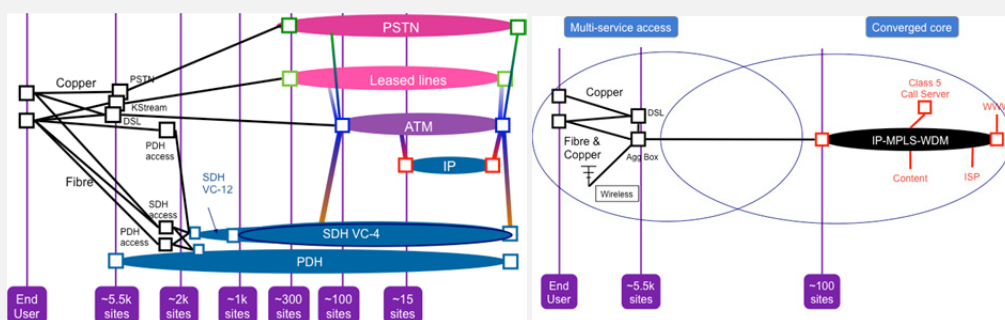 PSTN
Copper
PSTN
Leased lines
KStream
DSL
ATM
PDH
access
IP
Fibre
SDH
VC-12
SDH
access
PDH
access
SDH VC-4
PDH
End
User
~5.5k
sites
~2k
sites
~1k
sites
~300
sites
~100
sites
~15
sites
Multi-service access
Converged core
Copper
DSL
Class 5
Call Server
WWW
Fibre &
Copper
Agg Box
IP-MPLS-WDM
Wireless
Content
ISP
End
User
~5.5k
sites
~100
sites